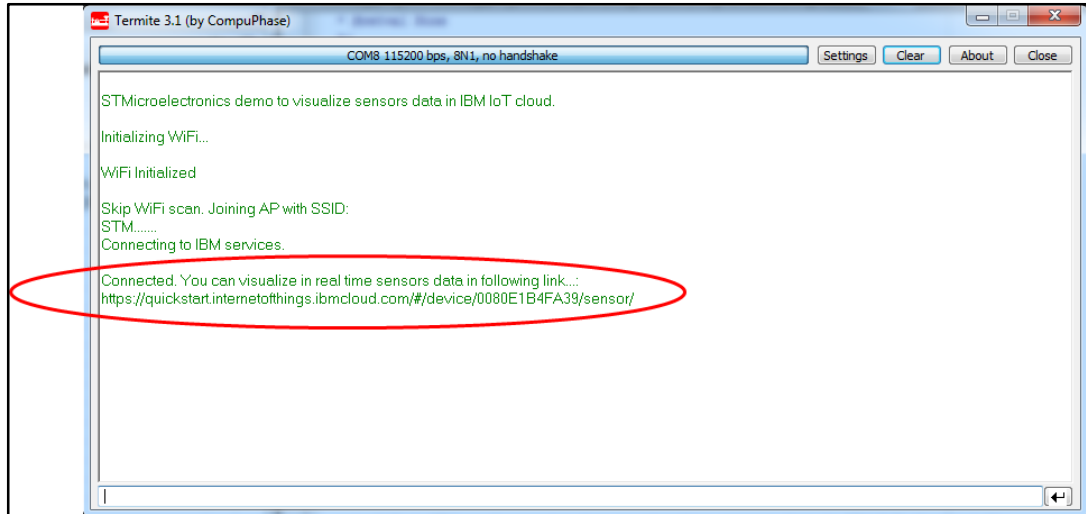 Termite 3.1 (by CompuPhase)
COM8 115200 bps, 8N1, no handshake
Settings
Clear
About
Close
STMicroelectronics demo to visualize sensors data in IBM IoT cloud.
Initializing WiFi...
WiFi Initialized
Skip WiFi scan. Joining AP with SSID:
STM.......
Connecting to IBM services.
Connected. You can visualize in real time sensors data in following link...:
https://quickstart.internetofthings.ibmcloud.com/#/device/0080E1B4FA39/sensor/